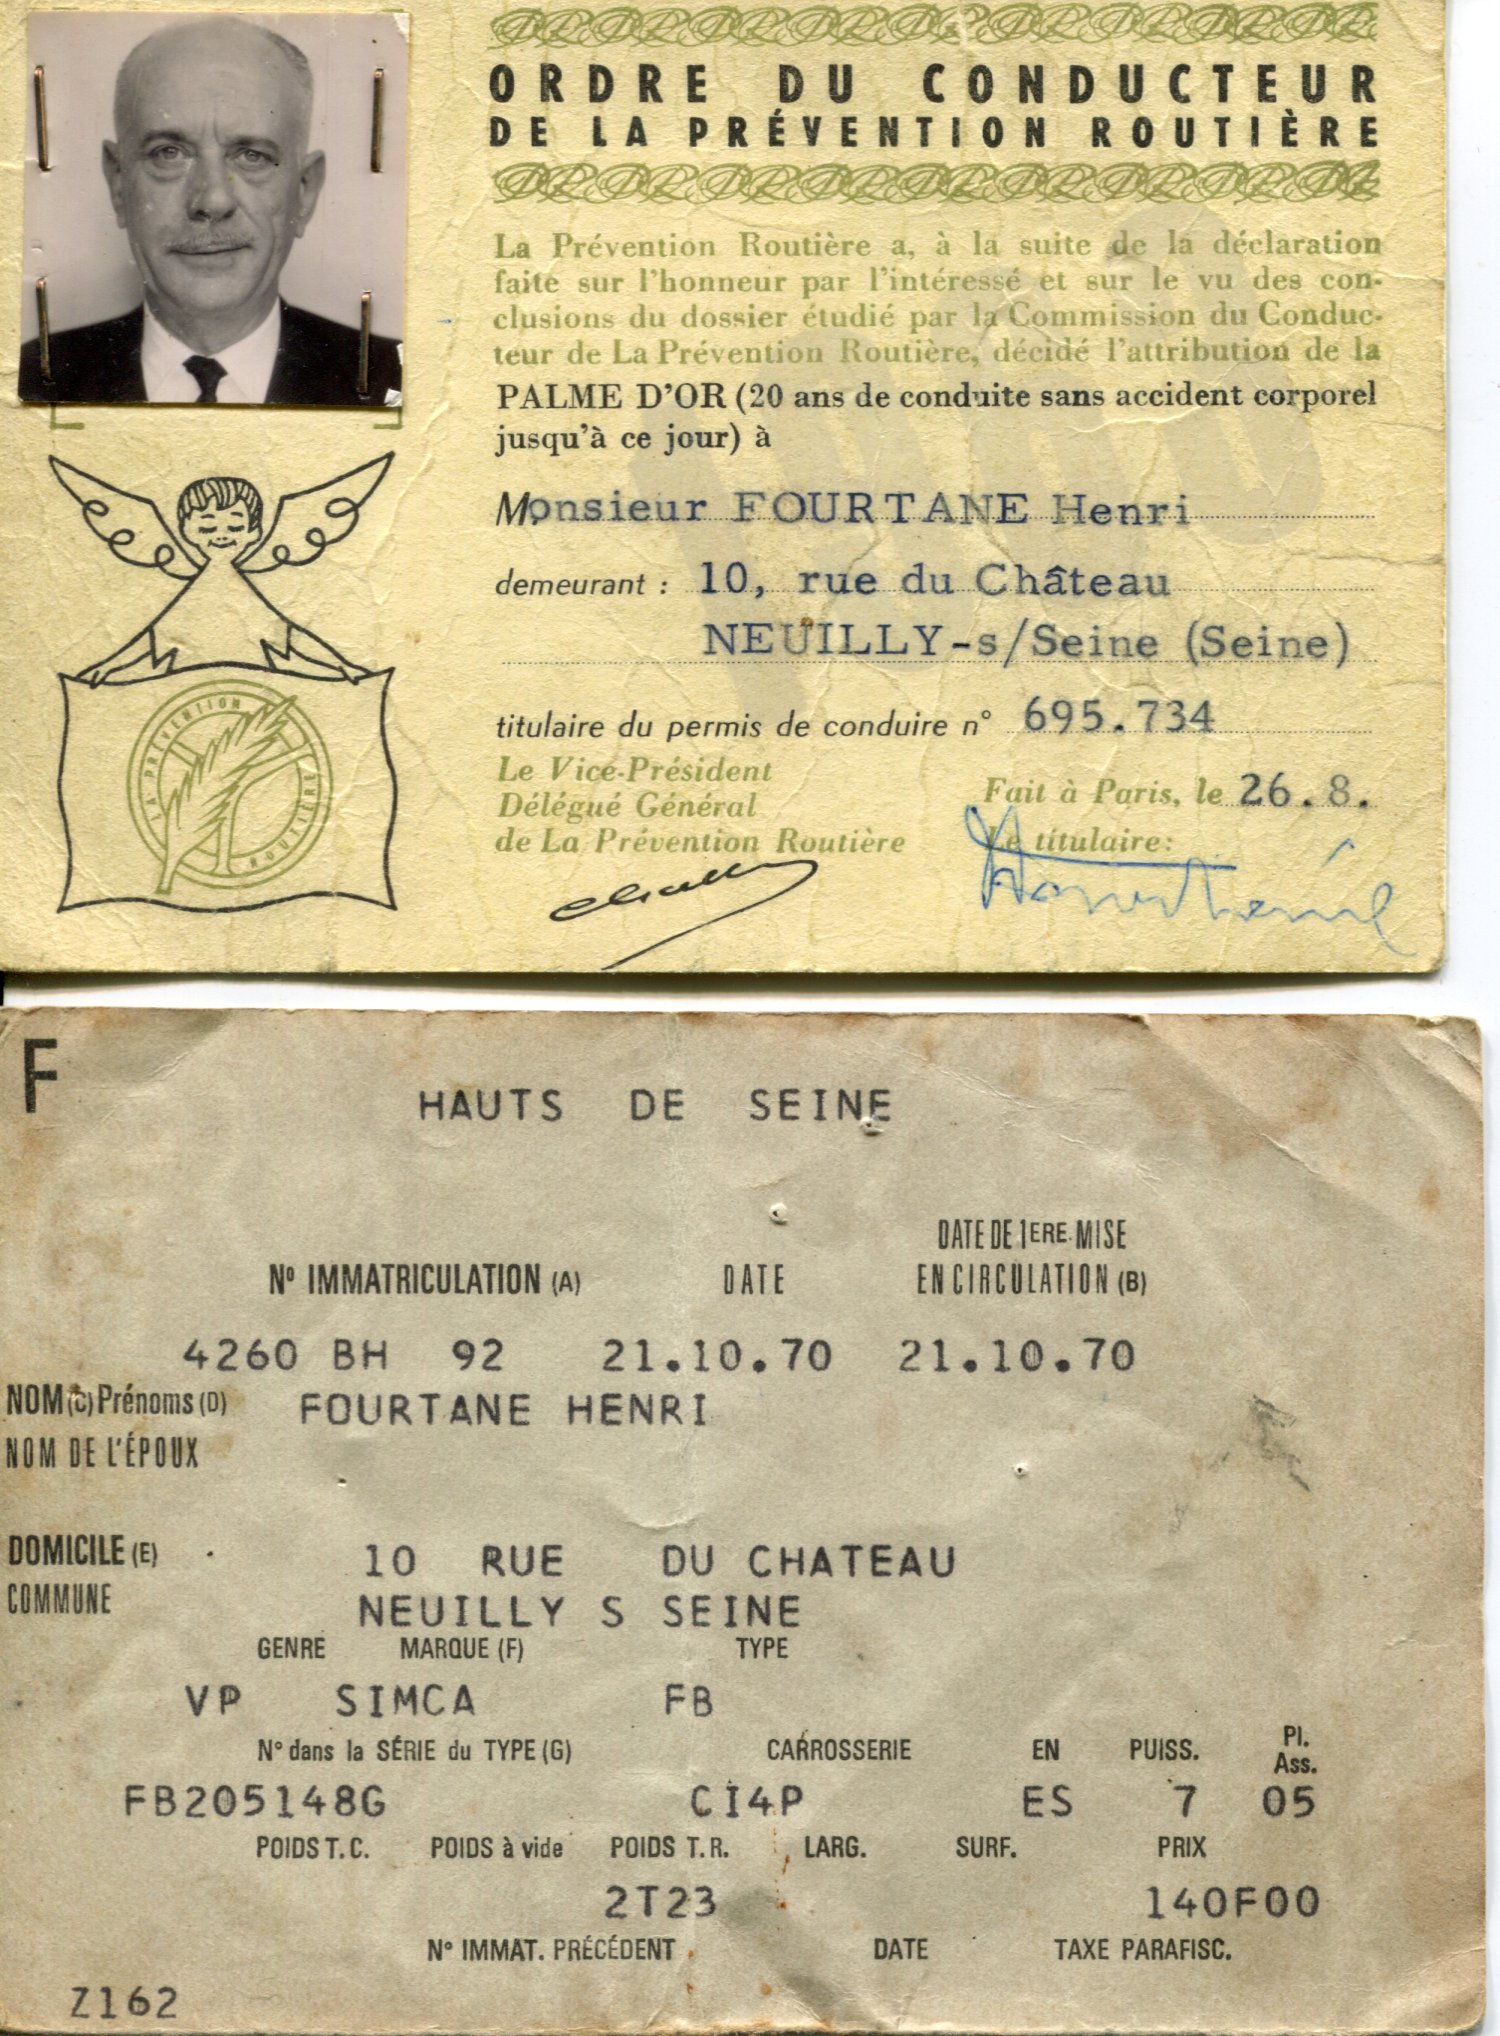 ORDRE DU CONDUCTEUR
DE LA PRÉVENTION ROUTIÈRE
La Prévention Routière a, à la suite de la déclaration
faite sur l'honneur par l'intéressé et sur le vu des con-
clusions du dossier étudié par la Commission du Conduc-
teur de La Prévention Routière, décidé l'attribution de la
PALME D'OR (20 ans de conduite sans accident corporel
jusqu'à ce jour) à
Monsieur FOURTANE Henri
demeurant : 10, rue du Château
NEUILLY-s/Seine (Seine)
titulaire du permis de conduire n° 695.734
Le Vice-Président
Délégué Général
de La Prévention Routière
Fait à Paris, le 26.8.
Le titulaire:
LA PRÉVENTION ROUTIÈRE
F
HAUTS DE SEINE
N° IMMATRICULATION (A) DATE DATE DE 1ERE MISE EN CIRCULATION (B)
4260 BH 92 21.10.70 21.10.70
NOM (C) Prénoms (D) FOURTANE HENRI
NOM DE L'ÉPOUX
DOMICILE (E) 10 RUE DU CHATEAU
COMMUNE NEUILLY S SEINE
GENRE MARQUE (F) TYPE
VP SIMCA FB
N° dans la SÉRIE du TYPE (G) CARROSSERIE EN PUISS. Pl. Ass.
FB205148G CI4P ES 7 05
POIDS T.C. POIDS à vide POIDS T.R. LARG. SURF. PRIX
2T23 140F00
N° IMMAT. PRÉCÉDENT DATE TAXE PARAFISC.
Z162